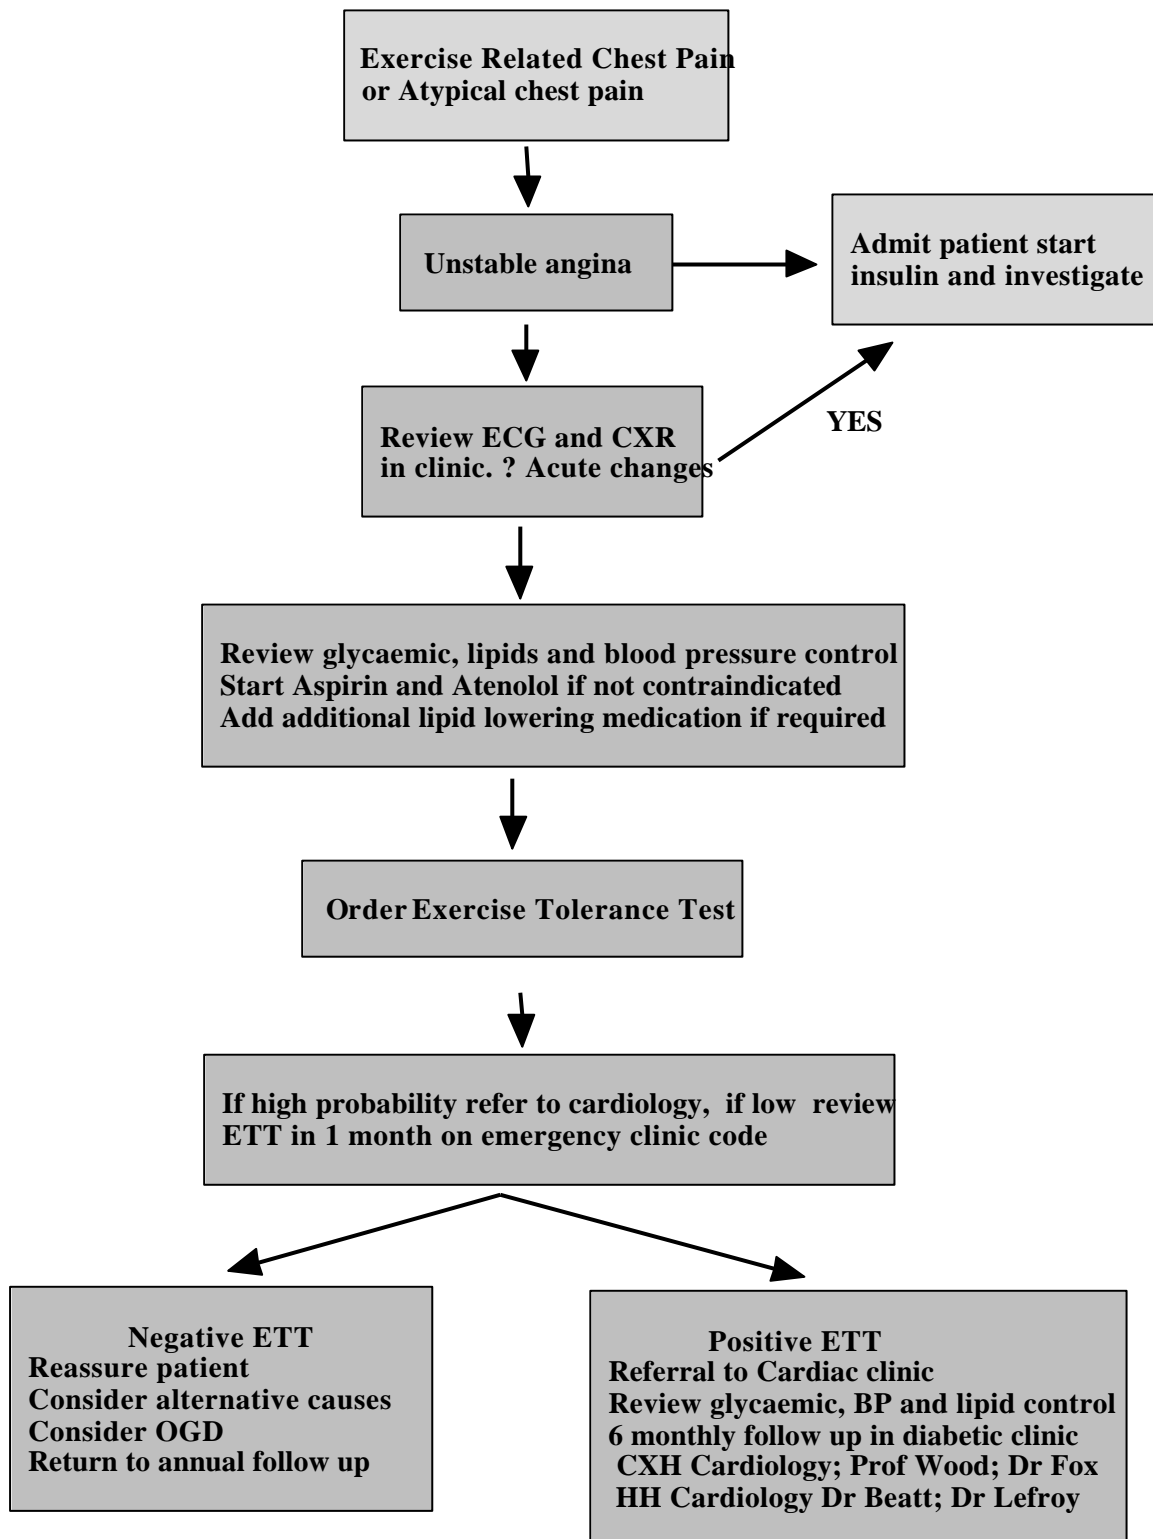 Exercise Related Chest Pain
or Atypical chest pain
Unstable angina
Admit patient start
insulin and investigate
Review ECG and CXR
in clinic. ? Acute changes
YES
Review glycaemic, lipids and blood pressure control
Start Aspirin and Atenolol if not contraindicated
Add additional lipid lowering medication if required
Order Exercise Tolerance Test
If high probability refer to cardiology, if low review
ETT in 1 month on emergency clinic code
Negative ETT
Reassure patient
Consider alternative causes
Consider OGD
Return to annual follow up
Positive ETT
Referral to Cardiac clinic
Review glycaemic, BP and lipid control
6 monthly follow up in diabetic clinic
CXH Cardiology; Prof Wood; Dr Fox
HH Cardiology Dr Beatt; Dr Lefroy